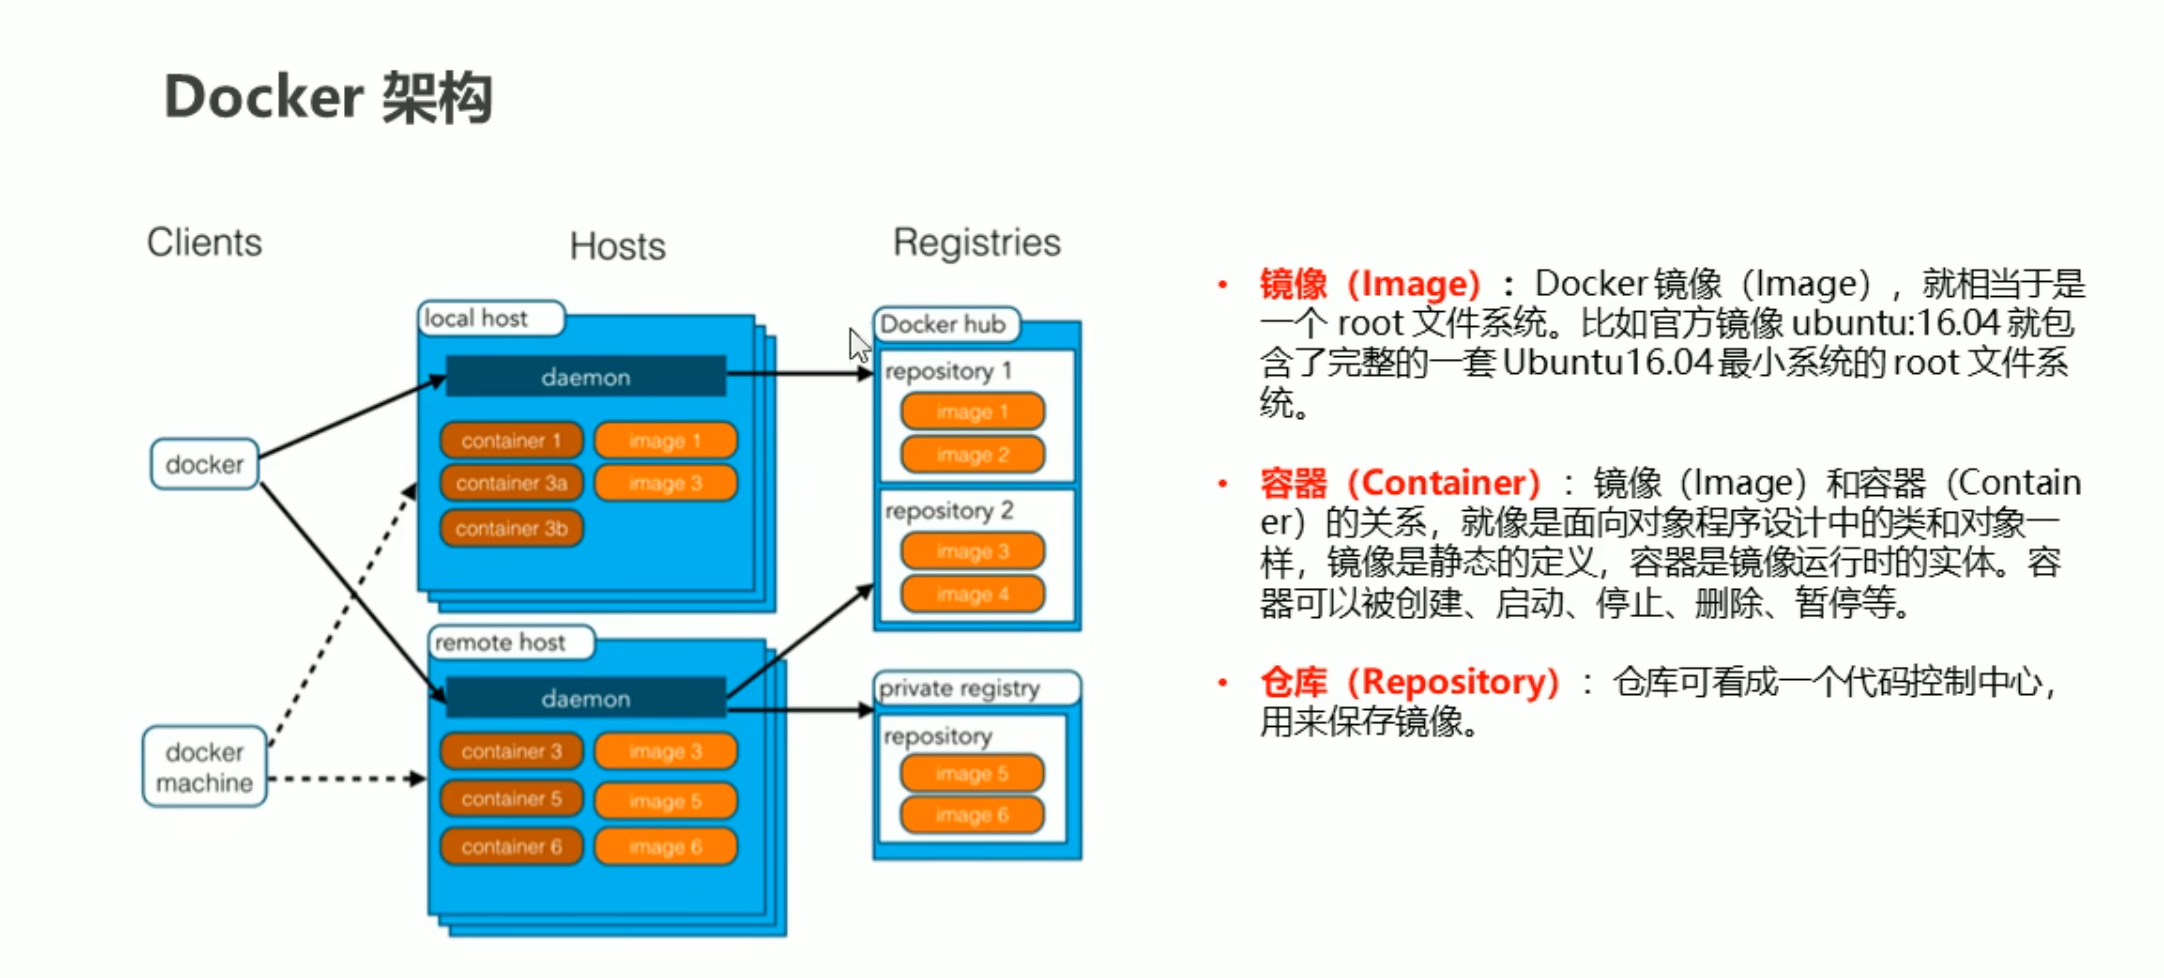 Docker 架构
Clients
Hosts
Registries
local host
daemon
container 1
image 1
container 3a
image 3
container 3b
docker
docker
machine
remote host
daemon
container 3
image 3
container 5
image 5
container 6
image 6
Docker hub
repository 1
image 1
image 2
repository 2
image 3
image 4
private registry
repository
image 5
image 6
• 镜像（Image）：Docker镜像（Image），就相当于是
一个 root 文件系统。比如官方镜像 ubuntu:16.04 就包
含了完整的一套Ubuntu16.04最小系统的 root 文件系
统。
• 容器（Container）：镜像（Image）和容器（Contain
er）的关系，就像是面向对象程序设计中的类和对象一
样，镜像是静态的定义，容器是镜像运行时的实体。容
器可以被创建、启动、停止、删除、暂停等。
• 仓库（Repository）：仓库可看成一个代码控制中心，
用来保存镜像。